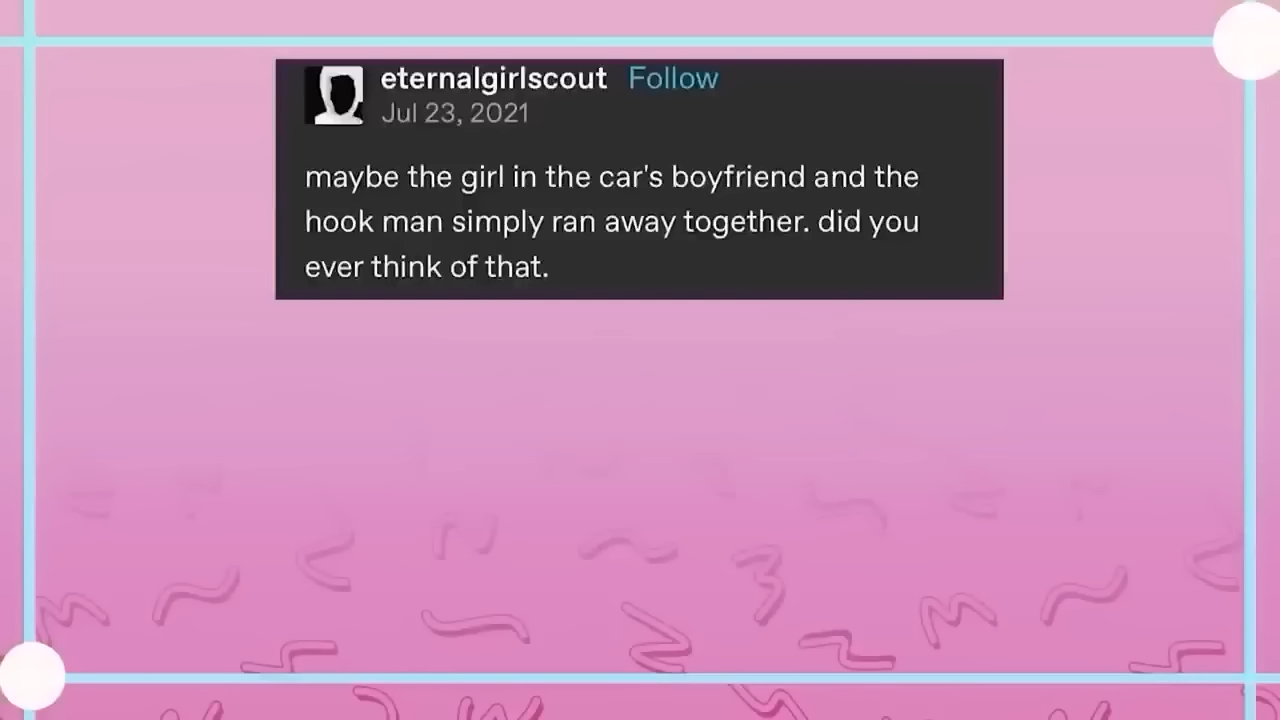 eternalgirlscout Follow
Jul 23, 2021
maybe the girl in the car's boyfriend and the
hook man simply ran away together. did you
ever think of that.